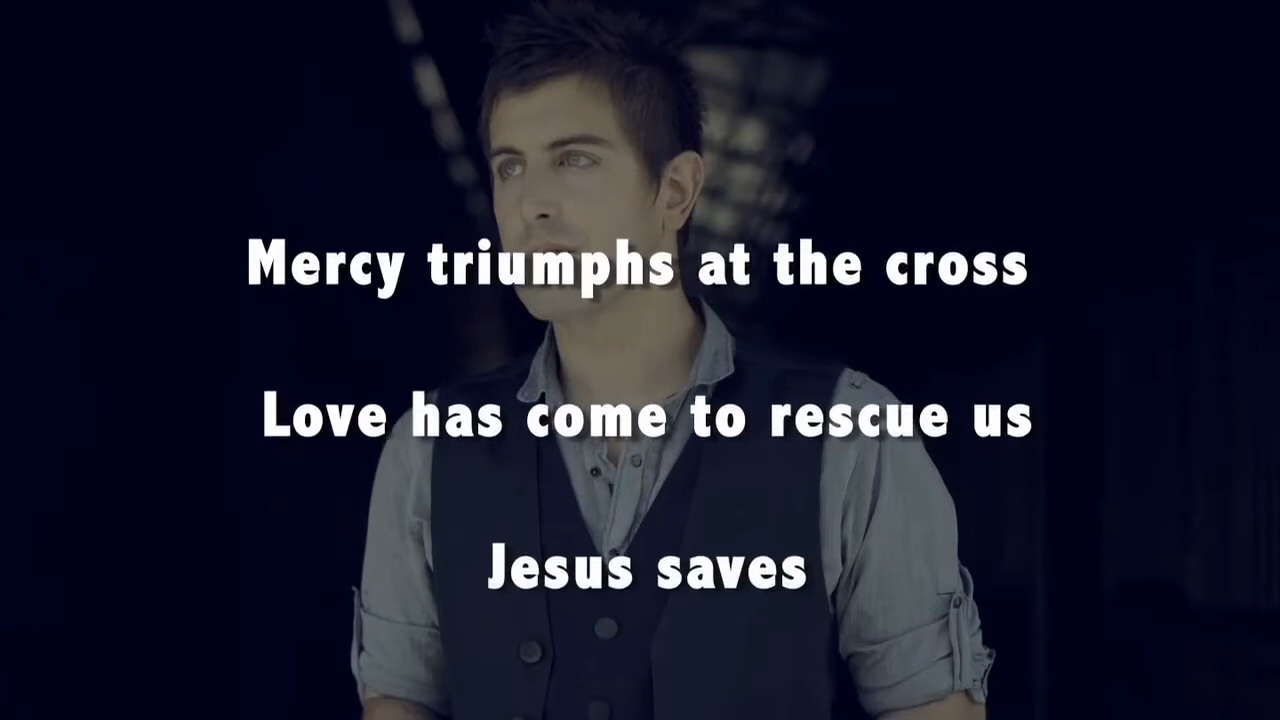 Mercy triumphs at the cross
Love has come to rescue us
Jesus saves